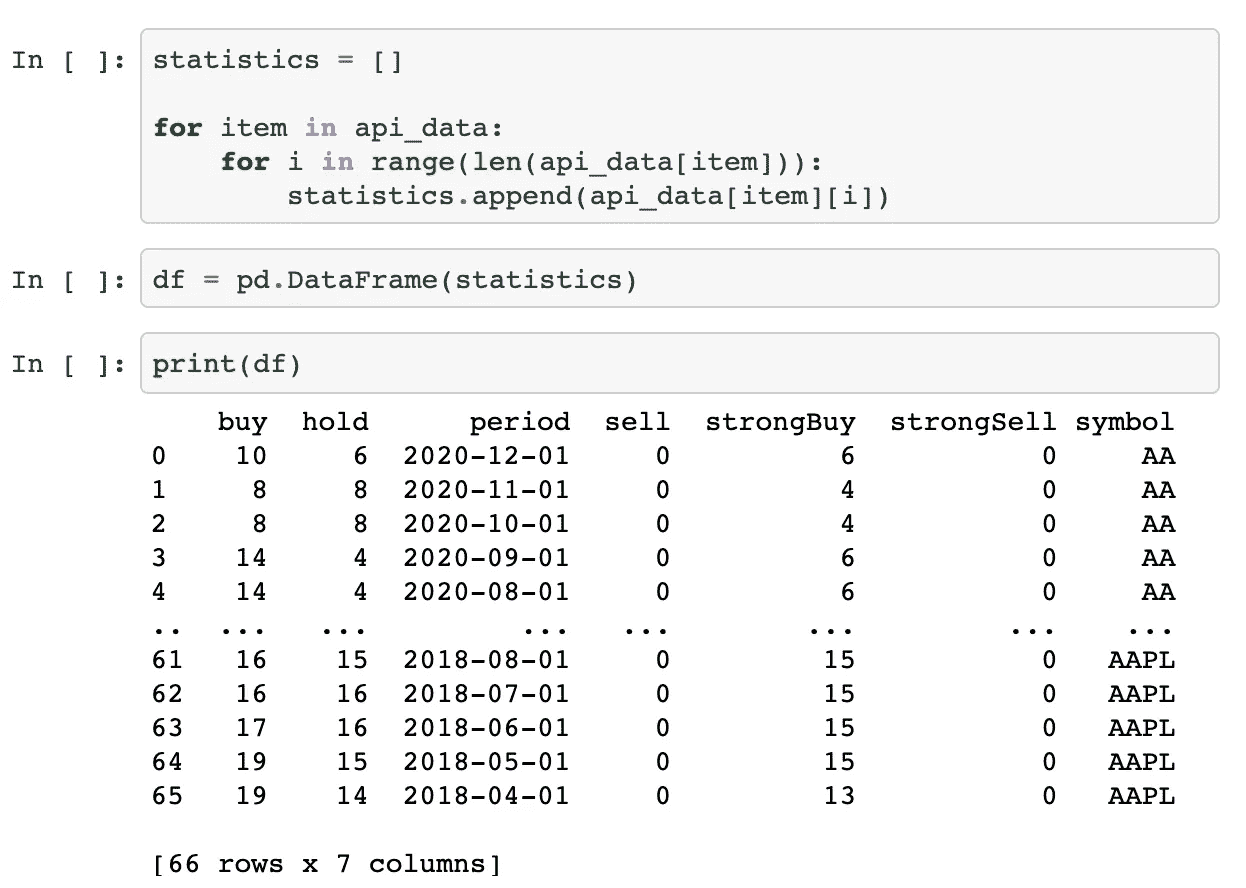 In [ ]: statistics = []
for item in api_data:
    for i in range(len(api_data[item])):
        statistics.append(api_data[item][i])
In [ ]: df = pd.DataFrame(statistics)
In [ ]: print(df)
    buy  hold      period  sell  strongBuy  strongSell symbol
0    10     6  2020-12-01     0          6           0     AA
1     8     8  2020-11-01     0          4           0     AA
2     8     8  2020-10-01     0          4           0     AA
3    14     4  2020-09-01     0          6           0     AA
4    14     4  2020-08-01     0          6           0     AA
..  ...   ...         ...   ...        ...         ...    ...
61   16    15  2018-08-01     0         15           0   AAPL
62   16    16  2018-07-01     0         15           0   AAPL
63   17    16  2018-06-01     0         15           0   AAPL
64   19    15  2018-05-01     0         15           0   AAPL
65   19    14  2018-04-01     0         13           0   AAPL
[66 rows x 7 columns]